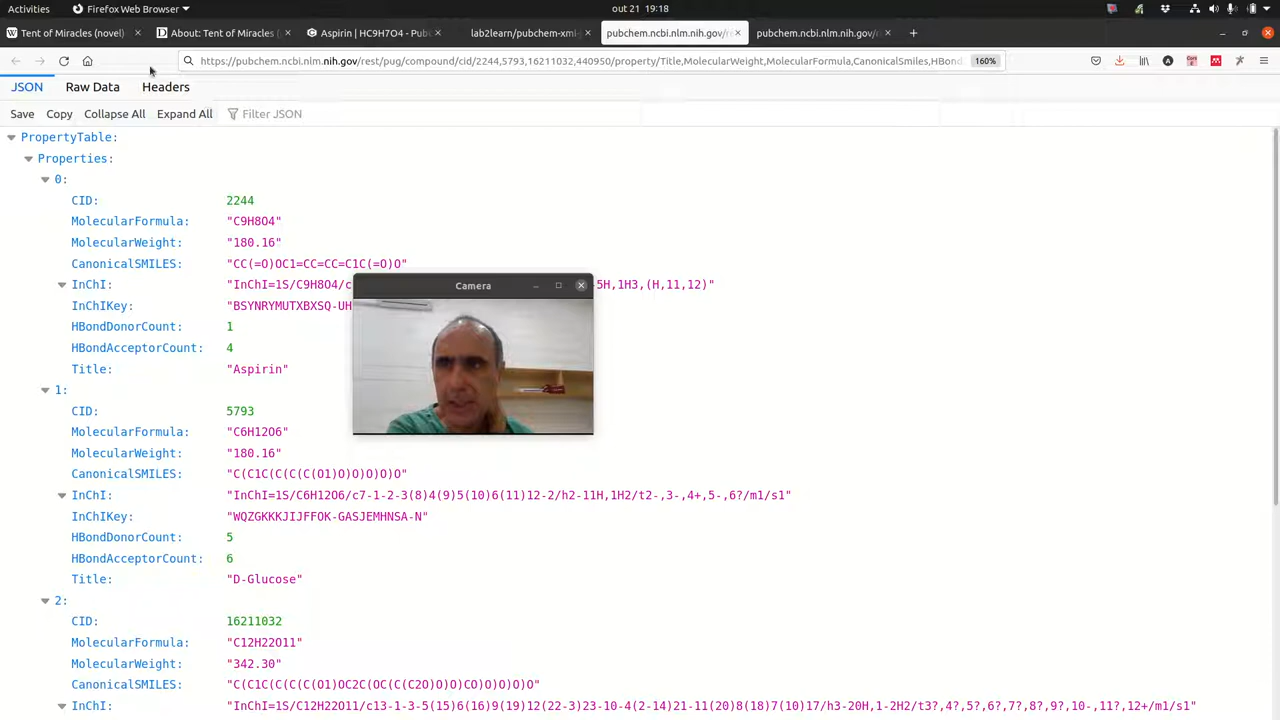 Activities Firefox Web Browser out 21 19:18
Tent of Miracles (novel) × About: Tent of Miracles ( × Aspirin | HC9H7O4 - Pub × lab2learn/pubchem-xml- × pubchem.ncbi.nlm.nih.gov/re × pubchem.ncbi.nlm.nih.gov/r × +
https://pubchem.ncbi.nlm.nih.gov/rest/pug/compound/cid/2244,5793,16211032,440950/property/Title,MolecularWeight,MolecularFormula,CanonicalSmiles,HBond 160%
JSON Raw Data Headers
Save Copy Collapse All Expand All Filter JSON
PropertyTable:
Properties:
0:
CID: 2244
MolecularFormula: "C9H8O4"
MolecularWeight: "180.16"
CanonicalSMILES: "CC(=O)OC1=CC=CC=C1C(=O)O"
InChI: "InChI=1S/C9H8O4/c -5H,1H3,(H,11,12)"
Camera
InChIKey: "BSYNRYMUTXBXSQ-UH
HBondDonorCount: 1
HBondAcceptorCount: 4
Title: "Aspirin"
1:
CID: 5793
MolecularFormula: "C6H12O6"
MolecularWeight: "180.16"
CanonicalSMILES: "C(C1C(C(C(C(O1)O)O)O)O)O"
InChI: "InChI=1S/C6H12O6/c7-1-2-3(8)4(9)5(10)6(11)12-2/h2-11H,1H2/t2-,3-,4+,5-,6?/m1/s1"
InChIKey: "WQZGKKKJIJFFOK-GASJEMHNSA-N"
HBondDonorCount: 5
HBondAcceptorCount: 6
Title: "D-Glucose"
2:
CID: 16211032
MolecularFormula: "C12H22O11"
MolecularWeight: "342.30"
CanonicalSMILES: "C(C1C(C(C(C(O1)OC2C(OC(C(C2O)O)O)CO)O)O)O)O"
InChI: "InChI=1S/C12H22O11/c13-1-3-5(15)6(16)9(19)12(22-3)23-10-4(2-14)21-11(20)8(18)7(10)17/h3-20H,1-2H2/t3?,4?,5?,6?,7?,8?,9?,10-,11?,12+/m1/s1"